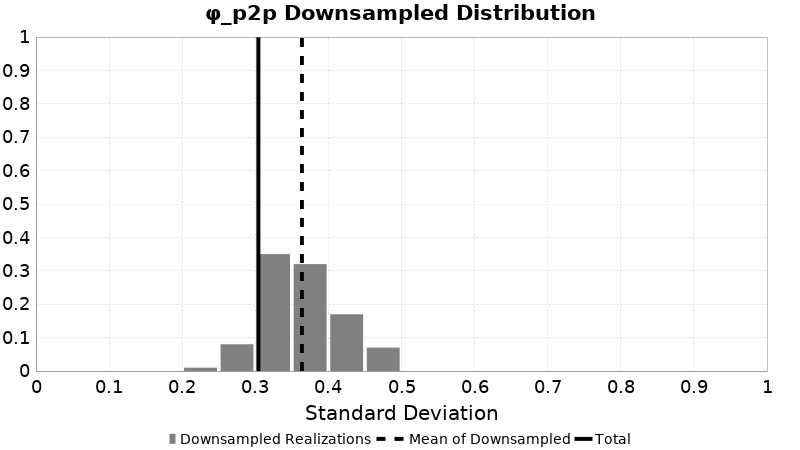 φ_p2p Downsampled Distribution
1
0.9
0.8
0.7
0.6
0.5
0.4
0.3
0.2
0.1
0
0 0.1 0.2 0.3 0.4 0.5 0.6 0.7 0.8 0.9 1
Standard Deviation
Downsampled Realizations Mean of Downsampled Total